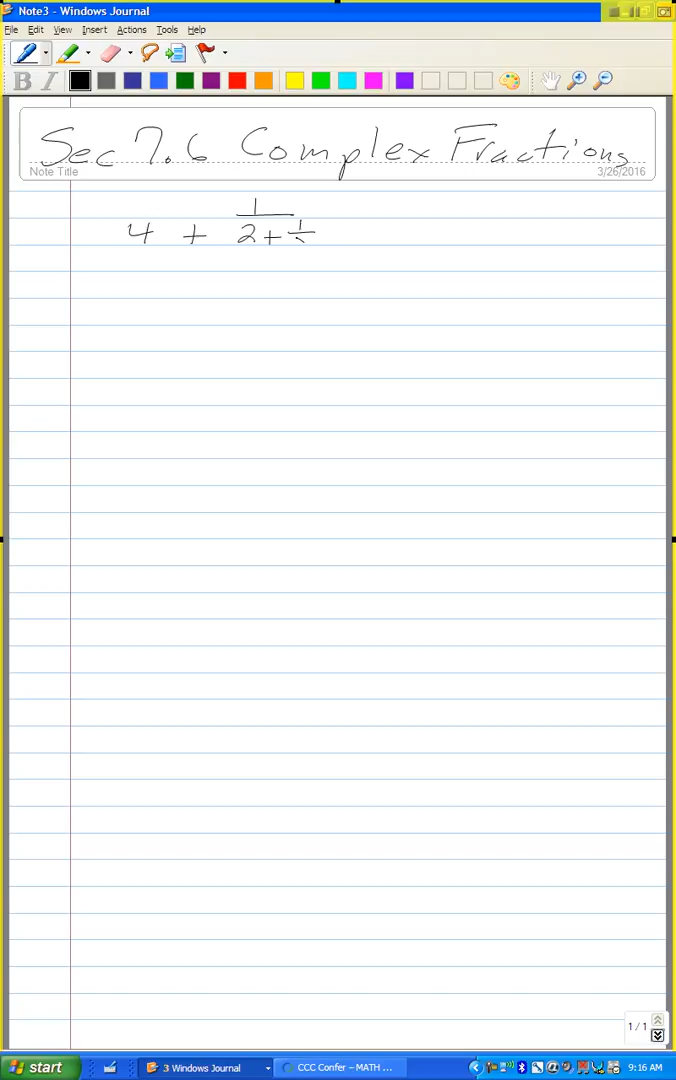 Note3 - Windows Journal
File Edit View Insert Actions Tools Help
B I
Sec 7.6 Complex Fractions
Note Title
3/26/2016
1
4 + 2 + 1
1 / 1
start
3 Windows Journal
CCC Confer – MATH ...
9:16 AM